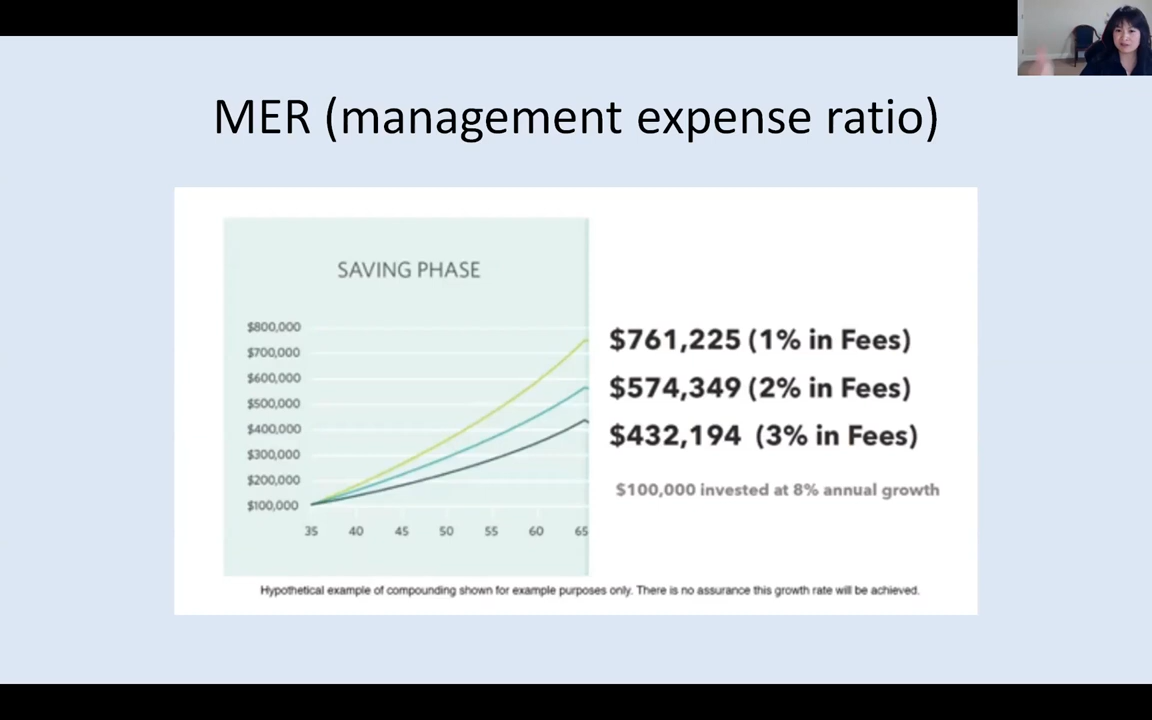 MER (management expense ratio)
SAVING PHASE
$800,000
$700,000
$600,000
$500,000
$400,000
$300,000
$200,000
$100,000
35 40 45 50 55 60 65
$761,225 (1% in Fees)
$574,349 (2% in Fees)
$432,194 (3% in Fees)
$100,000 invested at 8% annual growth
Hypothetical example of compounding shown for example purposes only. There is no assurance this growth rate will be achieved.